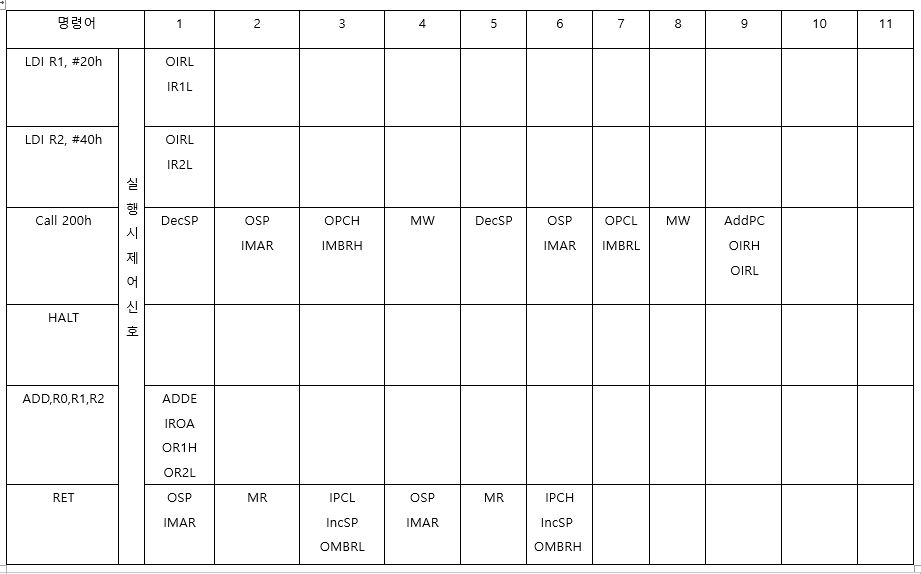 명령어 1 2 3 4 5 6 7 8 9 10 11
실행시제어신호
LDI R1, #20h OIRL
IR1L
LDI R2, #40h OIRL
IR2L
Call 200h DecSP OSP OPCH MW DecSP OSP OPCL MW AddPC
IMAR IMBRH IMAR IMBRL OIRH
OIRL
HALT
ADD,R0,R1,R2 ADDE
IROA
OR1H
OR2L
RET OSP MR IPCL OSP MR IPCH
IMAR IncSP IMAR IncSP
OMBRL OMBRH